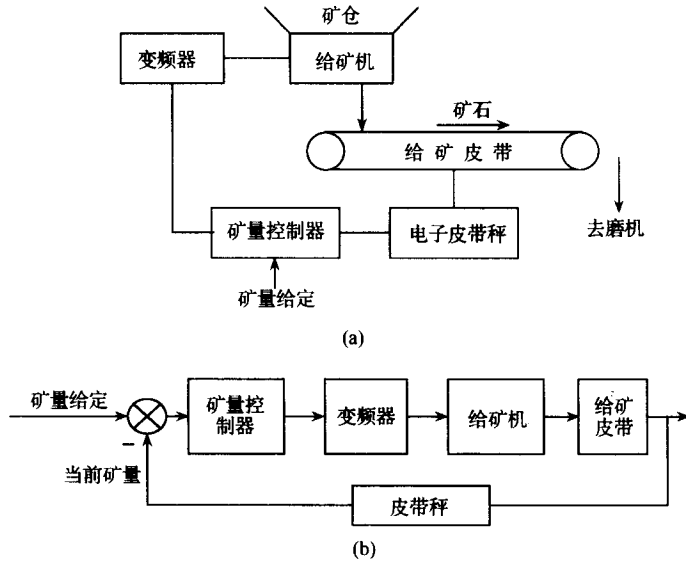 矿仓
变频器
给矿机
矿石
给矿皮带
矿量控制器
电子皮带秤
去磨机
矿量给定
(a)
矿量给定
矿量控
制器
变频器
给矿机
给矿
皮带
−
当前矿量
皮带秤
(b)